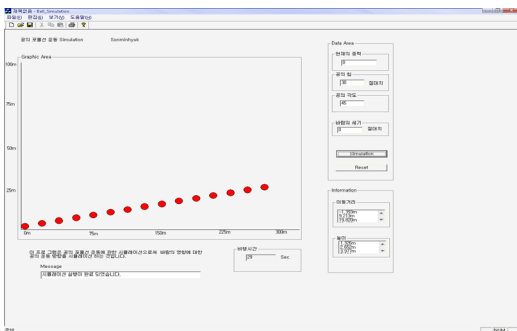 제목없음 - Ball_Simulation
파일(F) 편집(E) 보기(V) 도움말(H)
공의 포물선 운동 Simulation
Sonminhyuk
Graphic Area
100m
75m
50m
25m
0m 75m 150m 225m 300m
이 프로 그램은 공의 포물선 운동에 관한 시뮬레이션으로써 바람의 영향에 대한
공의 운동 방향을 시뮬레이션 하는 것입니다.
Message
시뮬레이션 실행이 완료 되었습니다.
비행시간
29 Sec
Data Area
현재의 중력
공의 힘
30
공의 각도
45
바람의 세기
Simulation
Reset
Information
이동거리
높이
준비
NUM